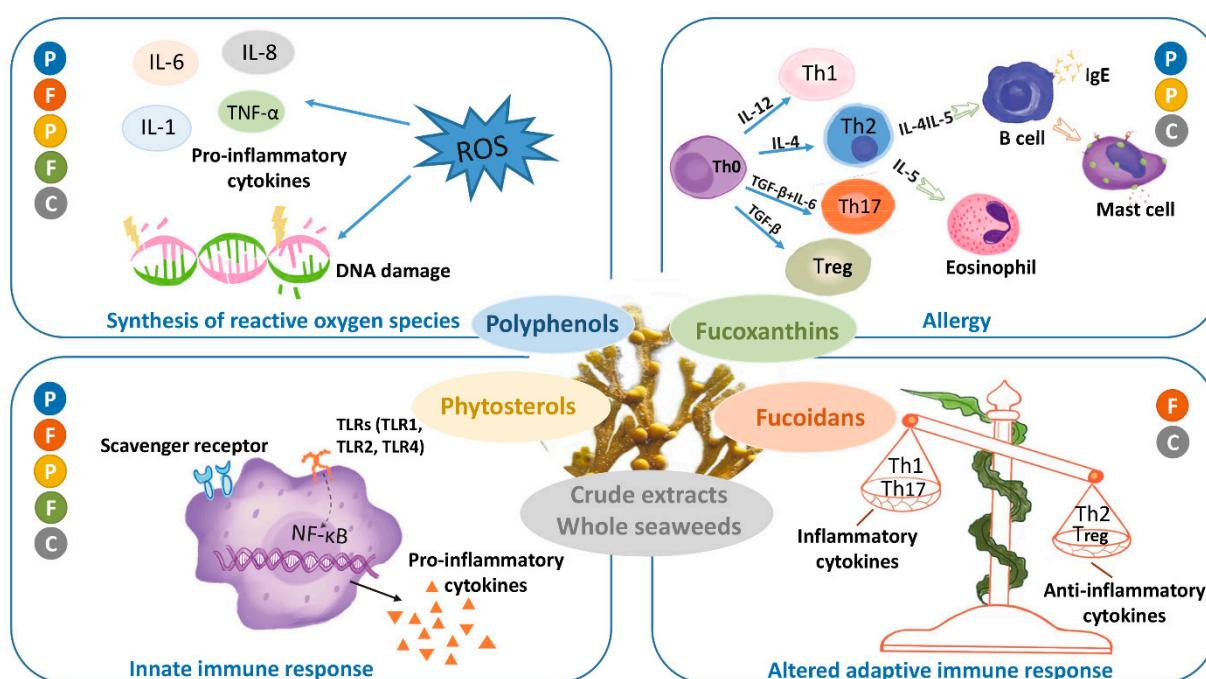 P
F
P
F
C
IL-6
IL-8
IL-1
TNF-α
Pro-inflammatory
cytokines
ROS
DNA damage
Synthesis of reactive oxygen species
Th0
IL-12
IL-4
TGF-β+IL-6
TGF-β
Th1
Th2
Th17
Treg
IL-4IL-5
IL-5
B cell
IgE
Mast cell
Eosinophil
P
P
C
Allergy
Polyphenols
Fucoxanthins
Phytosterols
Fucoidans
Crude extracts
Whole seaweeds
P
F
P
F
C
Scavenger receptor
TLRs (TLR1,
TLR2, TLR4)
NF-κB
Pro-inflammatory
cytokines
Innate immune response
F
C
Th1
Th17
Inflammatory
cytokines
Th2
Treg
Anti-inflammatory
cytokines
Altered adaptive immune response